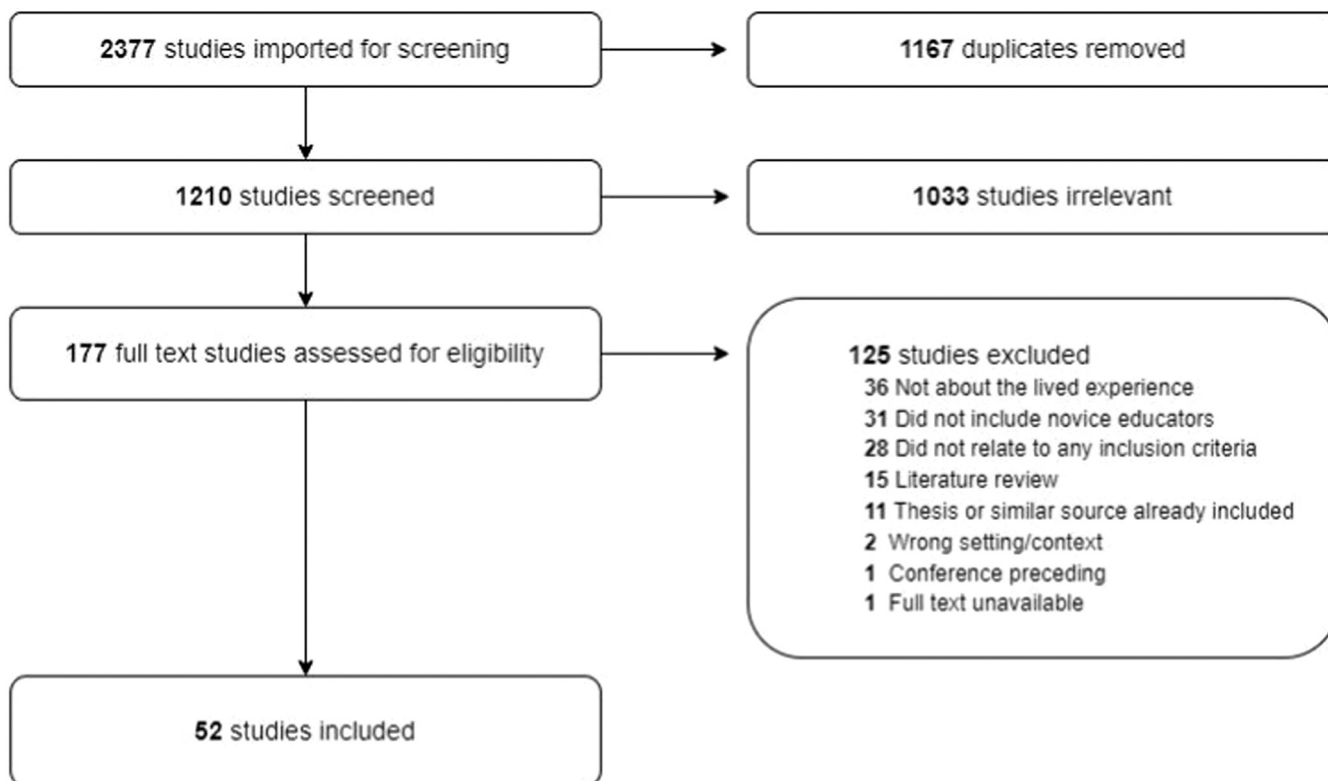 2377 studies imported for screening
1167 duplicates removed
1210 studies screened
1033 studies irrelevant
177 full text studies assessed for eligibility
125 studies excluded
36 Not about the lived experience
31 Did not include novice educators
28 Did not relate to any inclusion criteria
15 Literature review
11 Thesis or similar source already included
2 Wrong setting/context
1 Conference preceding
1 Full text unavailable
52 studies included